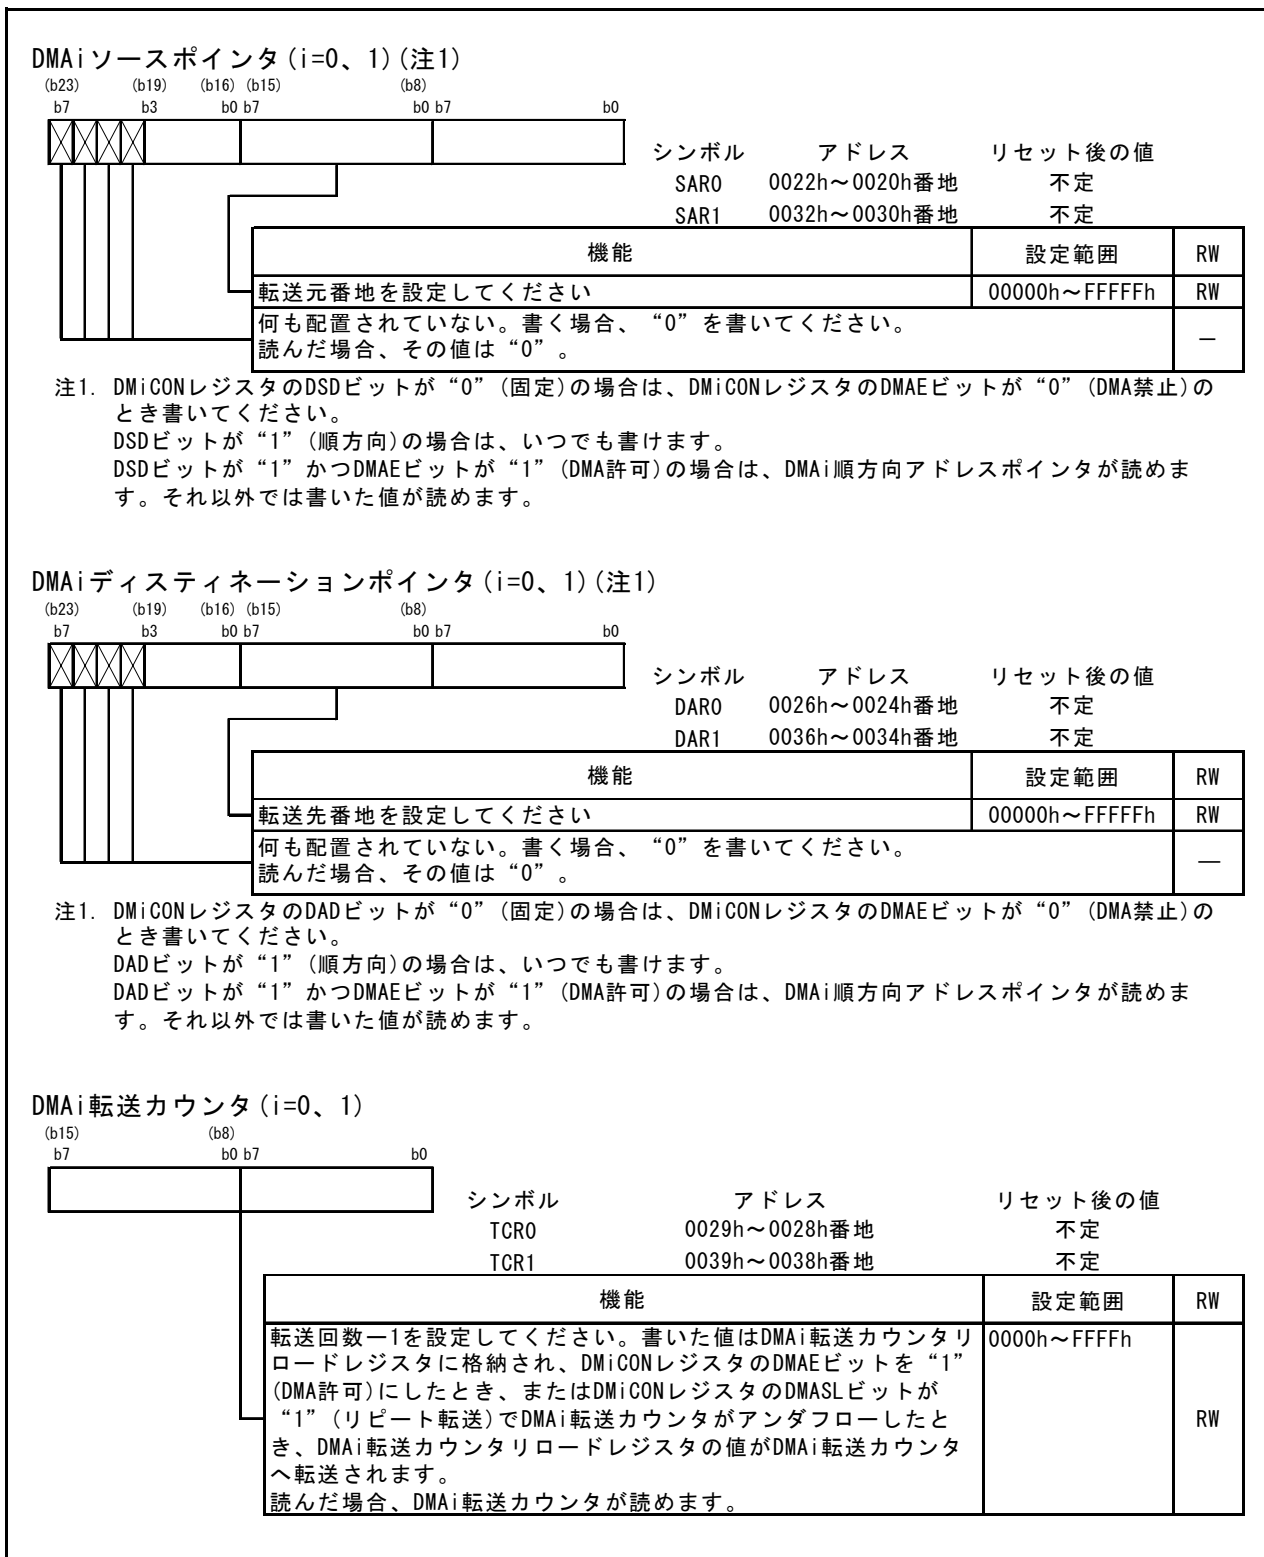 DMAiソースポインタ(i=0、1)(注1)
(b23) (b19) (b16) (b15) (b8)
b7 b3 b0 b7 b0 b7 b0
シンボル アドレス リセット後の値
SAR0 0022h～0020h番地 不定
SAR1 0032h～0030h番地 不定
機能 設定範囲 RW
転送元番地を設定してください 00000h～FFFFFh RW
何も配置されていない。書く場合、“0”を書いてください。
読んだ場合、その値は“0”。 —
注1. DMiCONレジスタのDSDビットが“0”(固定)の場合は、DMiCONレジスタのDMAEビットが“0”(DMA禁止)の
とき書いてください。
DSDビットが“1”(順方向)の場合は、いつでも書けます。
DSDビットが“1”かつDMAEビットが“1”(DMA許可)の場合は、DMAi順方向アドレスポインタが読めま
す。それ以外では書いた値が読めます。
DMAiディスティネーションポインタ(i=0、1)(注1)
(b23) (b19) (b16) (b15) (b8)
b7 b3 b0 b7 b0 b7 b0
シンボル アドレス リセット後の値
DAR0 0026h～0024h番地 不定
DAR1 0036h～0034h番地 不定
機能 設定範囲 RW
転送先番地を設定してください 00000h～FFFFFh RW
何も配置されていない。書く場合、“0”を書いてください。
読んだ場合、その値は“0”。 —
注1. DMiCONレジスタのDADビットが“0”(固定)の場合は、DMiCONレジスタのDMAEビットが“0”(DMA禁止)の
とき書いてください。
DADビットが“1”(順方向)の場合は、いつでも書けます。
DADビットが“1”かつDMAEビットが“1”(DMA許可)の場合は、DMAi順方向アドレスポインタが読めま
す。それ以外では書いた値が読めます。
DMAi転送カウンタ(i=0、1)
(b15) (b8)
b7 b0 b7 b0
シンボル アドレス リセット後の値
TCR0 0029h～0028h番地 不定
TCR1 0039h～0038h番地 不定
機能 設定範囲 RW
転送回数ー1を設定してください。書いた値はDMAi転送カウンタリ 0000h～FFFFh
ロードレジスタに格納され、DMiCONレジスタのDMAEビットを“1”
(DMA許可)にしたとき、またはDMiCONレジスタのDMASLビットが
“1”(リピート転送)でDMAi転送カウンタがアンダフローしたと RW
き、DMAi転送カウンタリロードレジスタの値がDMAi転送カウンタ
へ転送されます。
読んだ場合、DMAi転送カウンタが読めます。